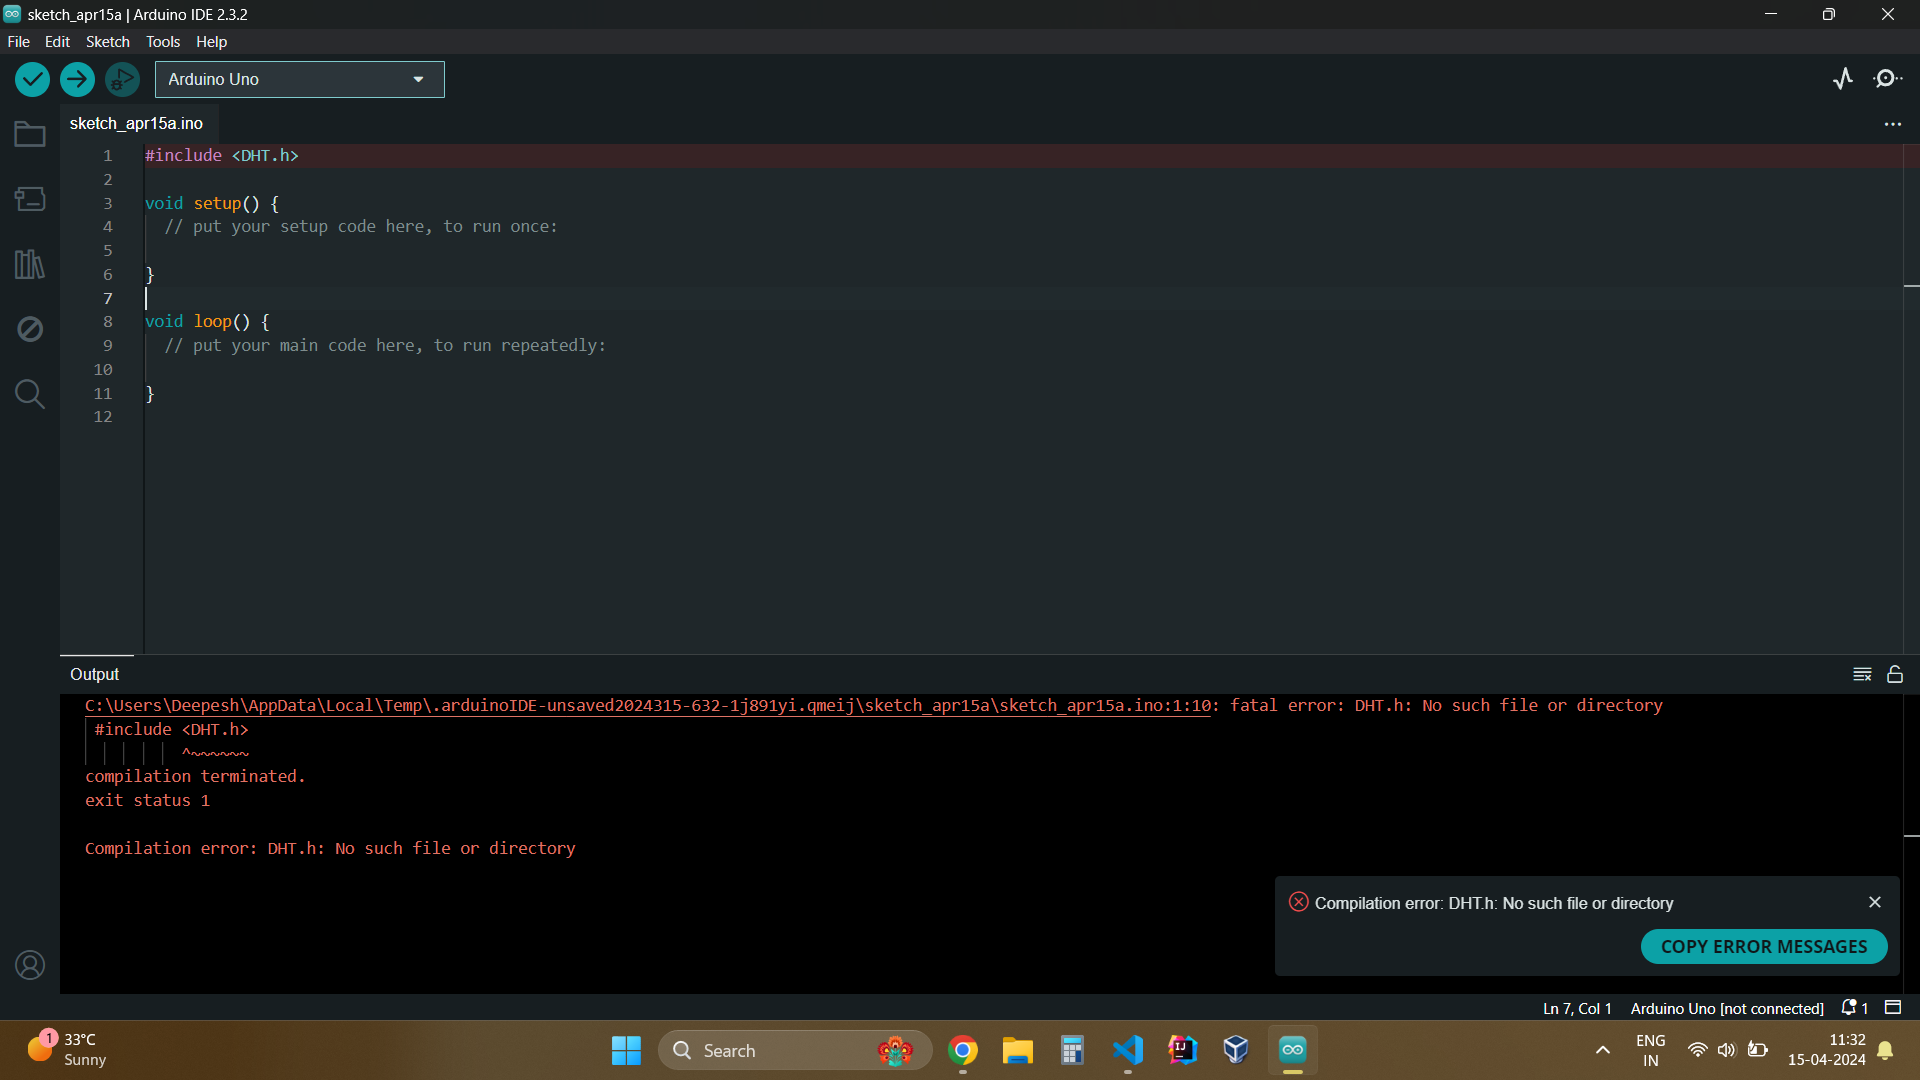 sketch_apr15a | Arduino IDE 2.3.2
File Edit Sketch Tools Help
Arduino Uno
sketch_apr15a.ino
1 #include <DHT.h>
2
3 void setup() {
4 // put your setup code here, to run once:
5
6 }
7
8 void loop() {
9 // put your main code here, to run repeatedly:
10
11 }
12
Output
C:\Users\Deepesh\AppData\Local\Temp\.arduinoIDE-unsaved2024315-632-1j891yi.qmeij\sketch_apr15a\sketch_apr15a.ino:1:10: fatal error: DHT.h: No such file or directory
#include <DHT.h>
^~~~~~~
compilation terminated.
exit status 1
Compilation error: DHT.h: No such file or directory
Compilation error: DHT.h: No such file or directory
COPY ERROR MESSAGES
Ln 7, Col 1 Arduino Uno [not connected] 1
1 33°C
Sunny
Search
IJ
ENG
IN
11:32
15-04-2024